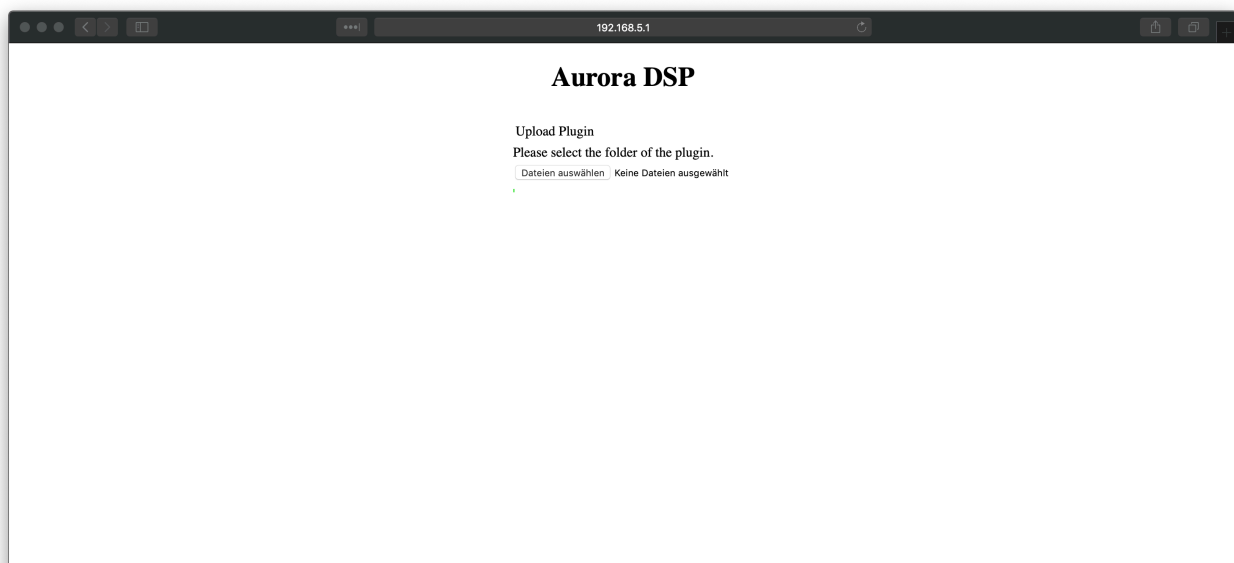 192.168.5.1
Aurora DSP
Upload Plugin
Please select the folder of the plugin.
Dateien auswählen Keine Dateien ausgewählt